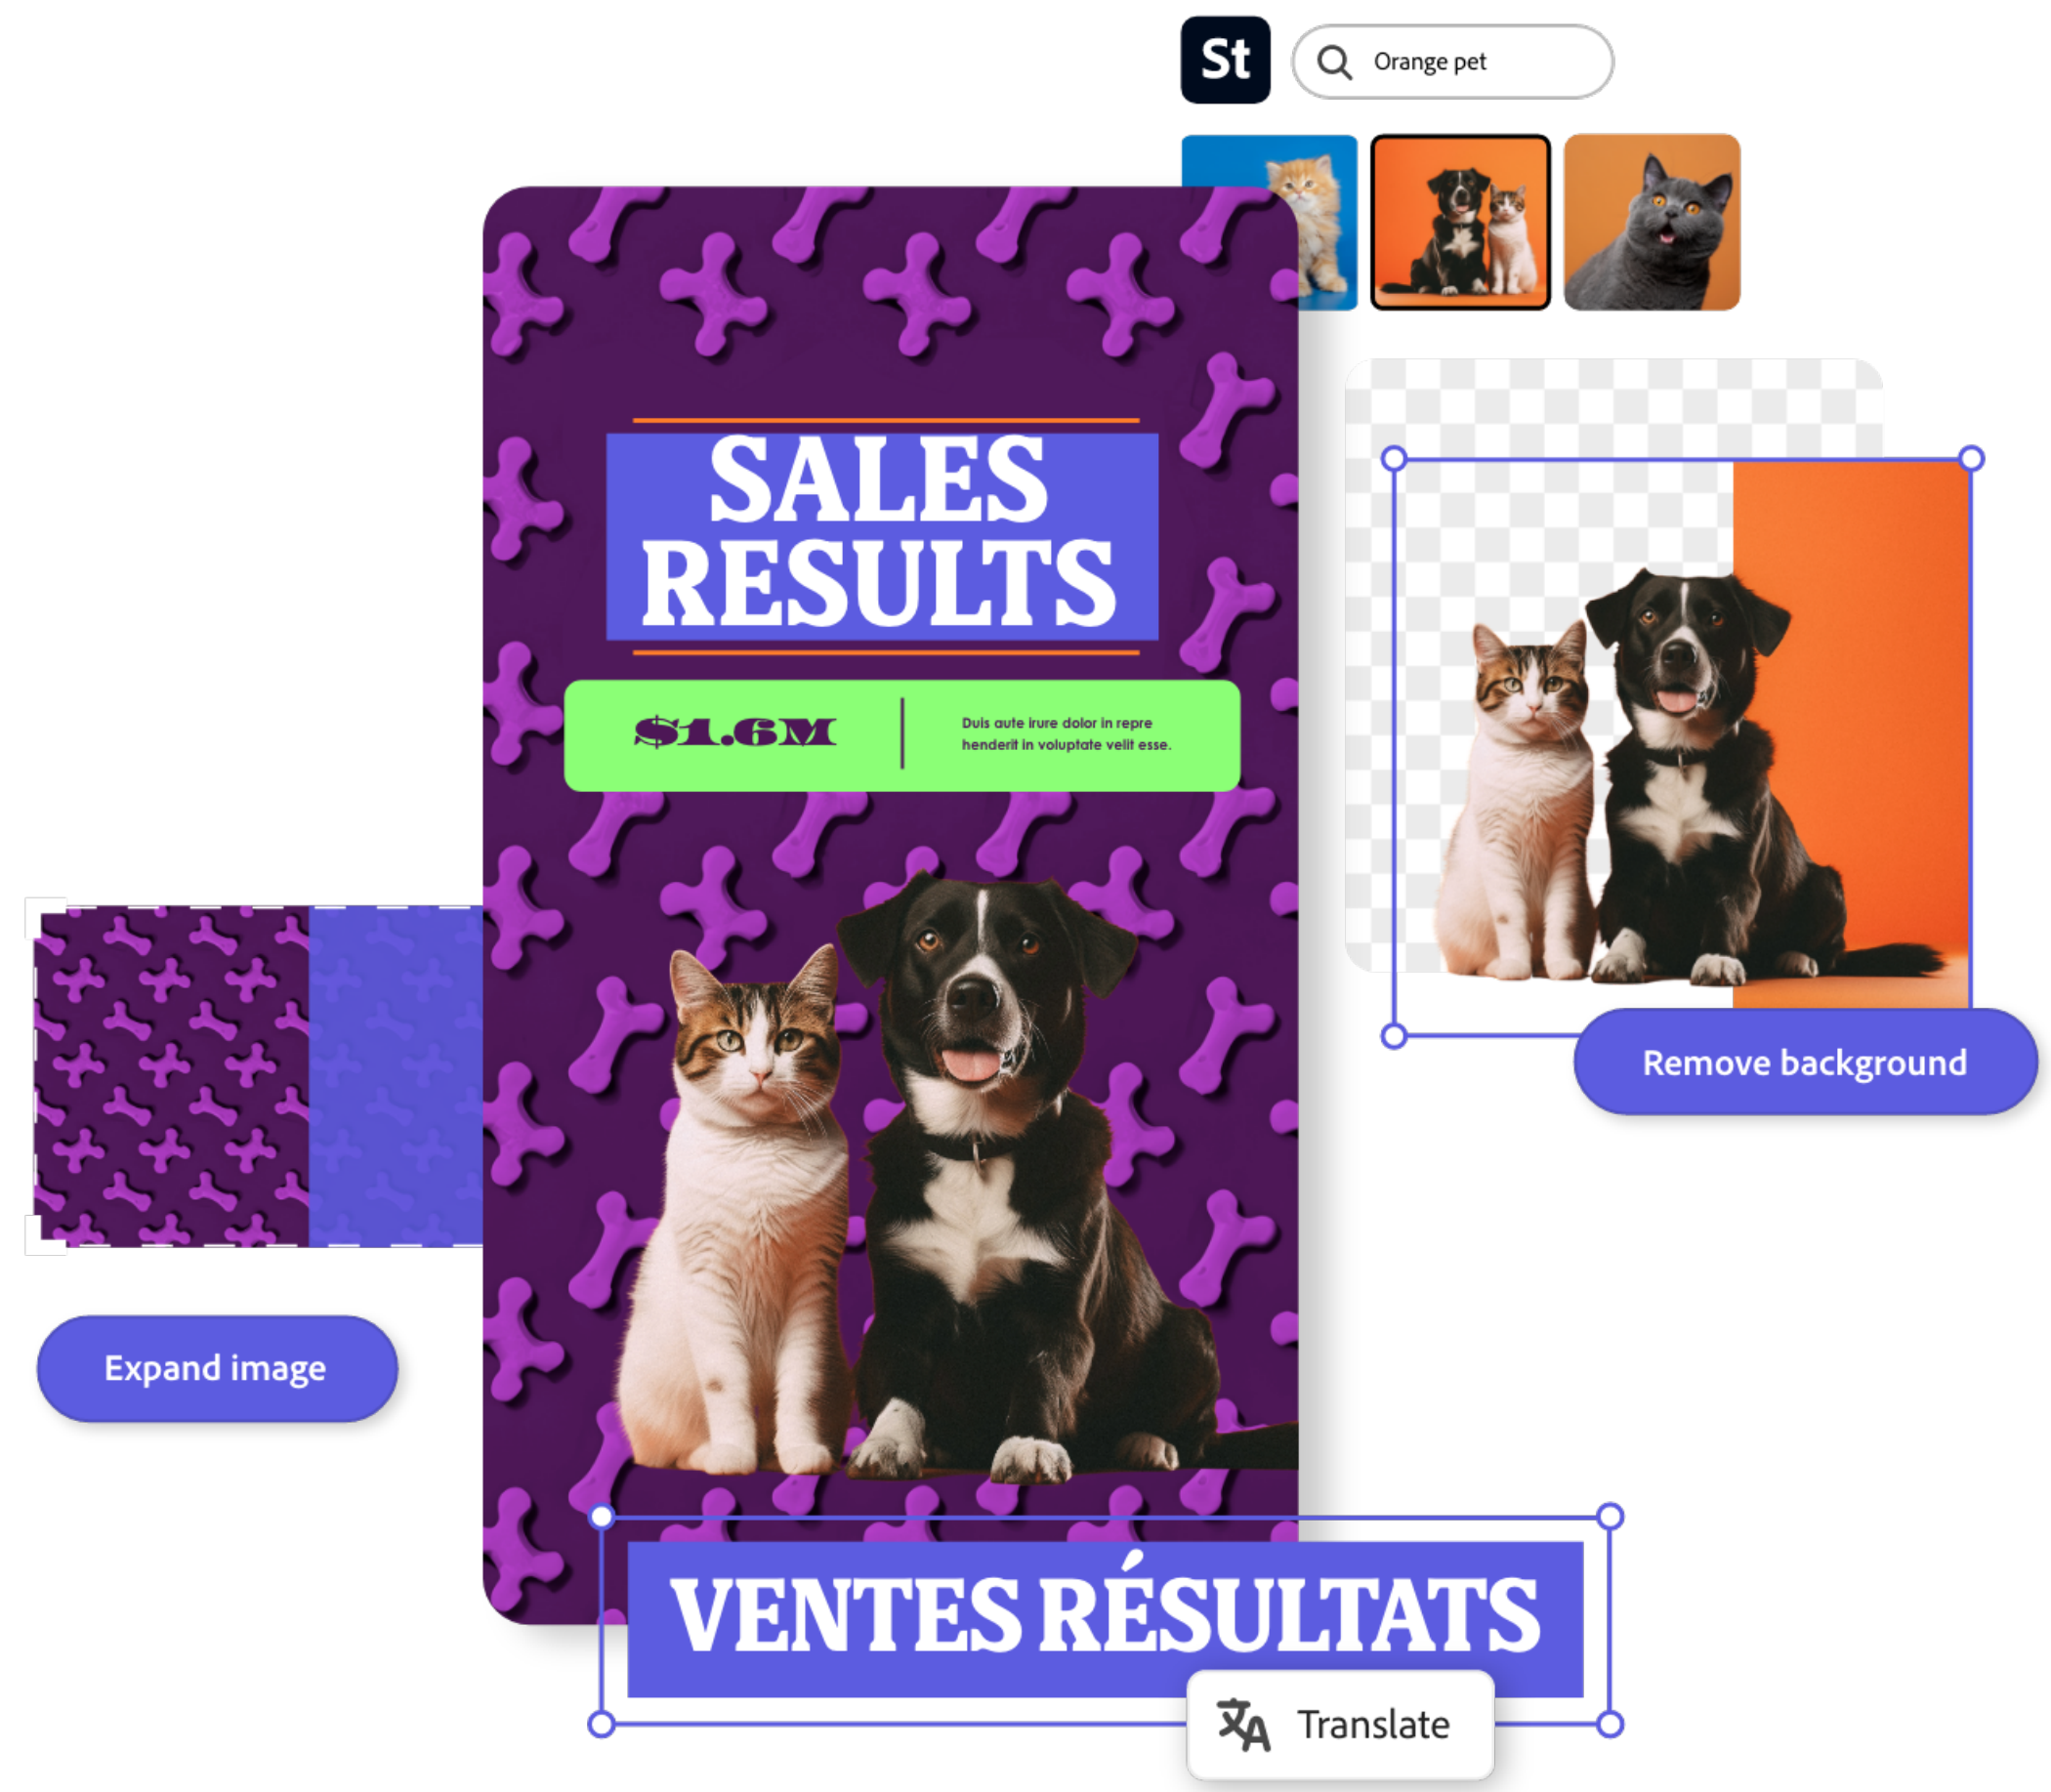 St
Orange pet
SALES
RESULTS
$1.6M
Duis aute irure dolor in repre
henderit in voluptate velit esse.
Remove background
Expand image
VENTES RÉSULTATS
Translate